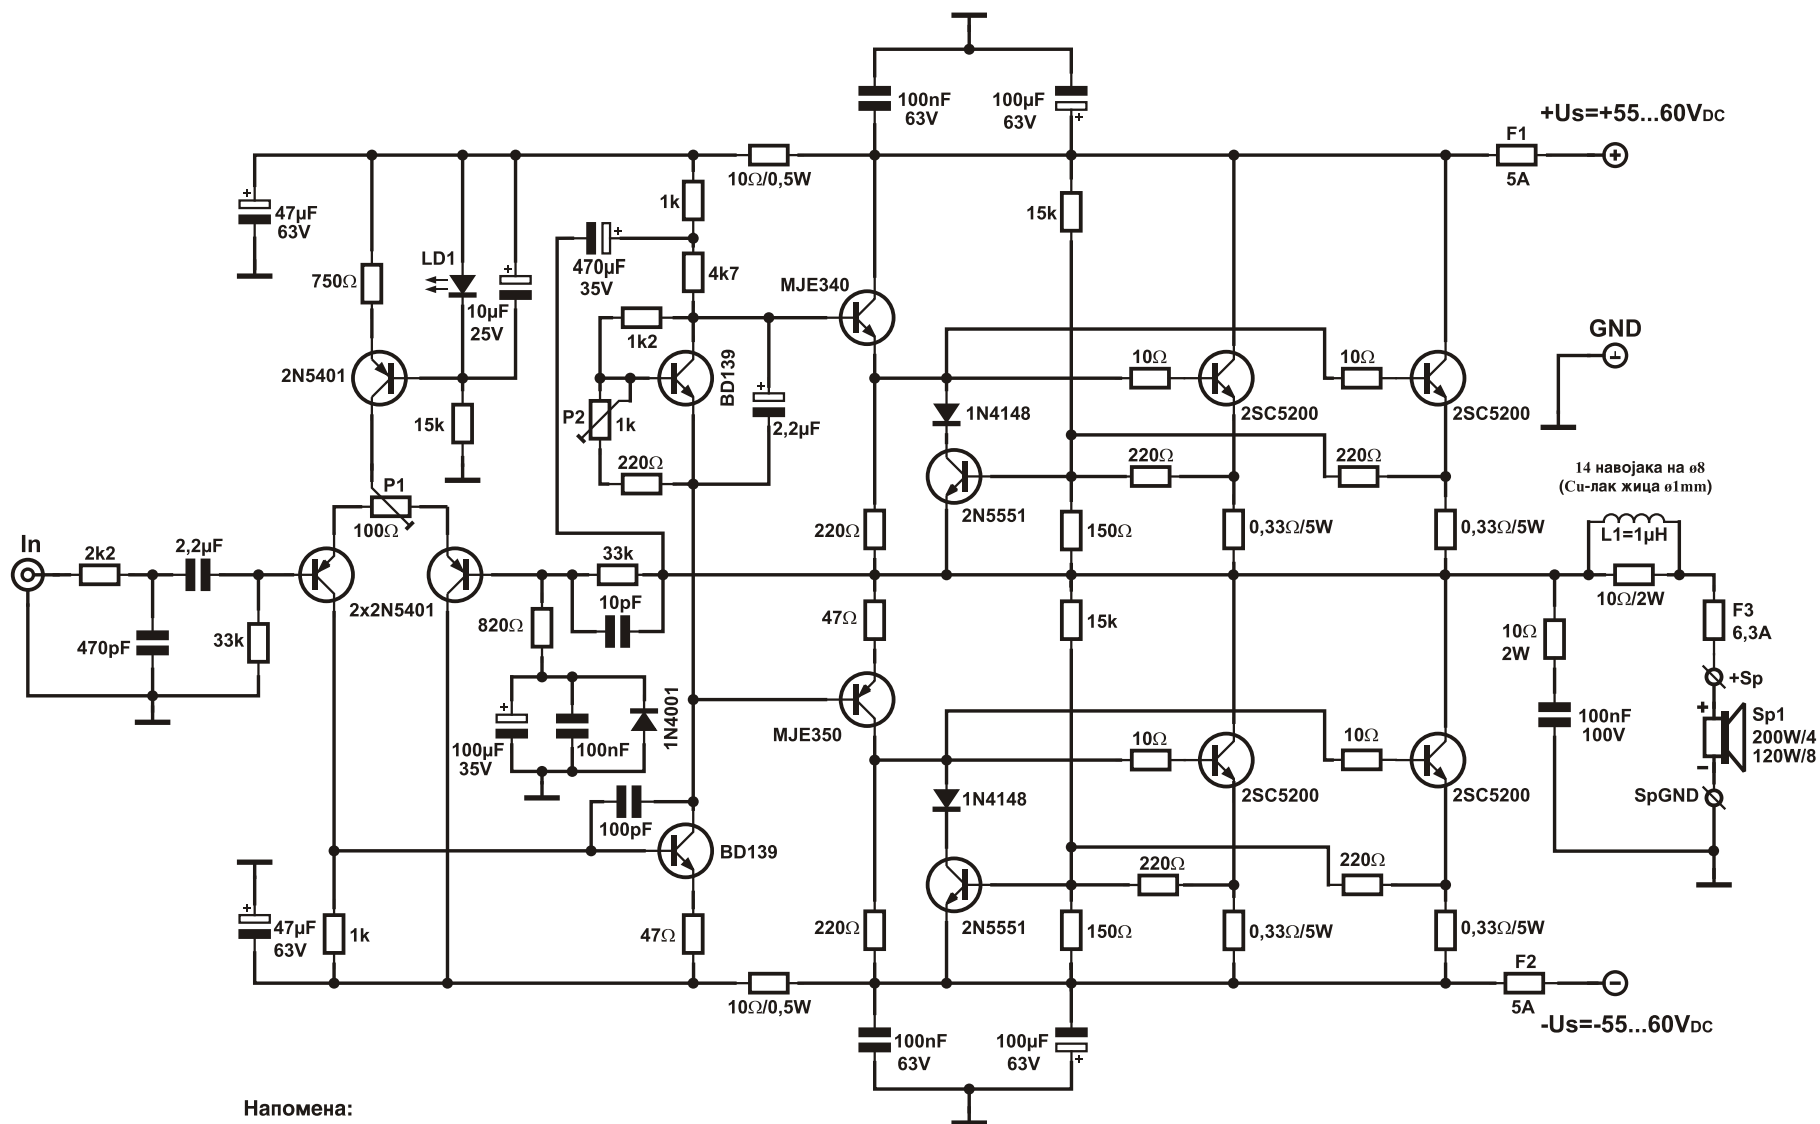 100nF
63V
100µF
63V
+
+Us=+55...60VDC
F1
5A
+
10Ω/0,5W
+
47µF
63V
1k
15k
LD1
750Ω
+
10µF
25V
+
470µF
35V
4k7
MJE340
1k2
GND
2N5401
BD139
10Ω
10Ω
2SC5200
2SC5200
P2
1k
+
2,2µF
1N4148
15k
220Ω
220Ω
220Ω
14 навојака на ø8
(Cu-лак жица ø1mm)
P1
100Ω
2N5551
220Ω
150Ω
0,33Ω/5W
0,33Ω/5W
L1=1µH
In
2k2
2,2µF
33k
2x2N5401
10pF
10Ω/2W
F3
6,3A
470pF
33k
820Ω
47Ω
15k
10Ω
2W
+Sp
+
100µF
35V
100nF
1N4001
MJE350
10Ω
10Ω
100nF
100V
+
Sp1
200W/4
120W/8
−
SpGND
2SC5200
2SC5200
1N4148
100pF
BD139
220Ω
220Ω
+
47µF
63V
1k
47Ω
220Ω
2N5551
150Ω
0,33Ω/5W
0,33Ω/5W
10Ω/0,5W
F2
5A
−
-Us=-55...60VDC
100nF
63V
100µF
63V
+
Напомена: